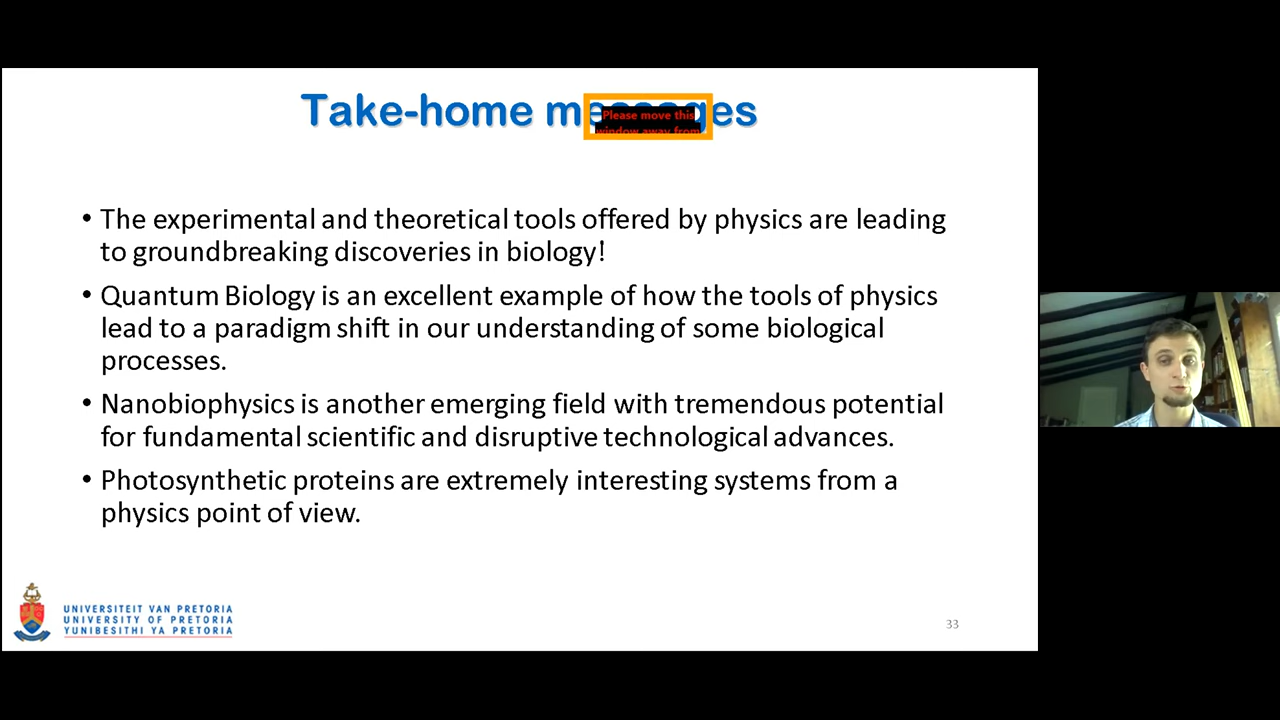 Take-home messages
Please move this
window away from
• The experimental and theoretical tools offered by physics are leading
to groundbreaking discoveries in biology!
• Quantum Biology is an excellent example of how the tools of physics
lead to a paradigm shift in our understanding of some biological
processes.
• Nanobiophysics is another emerging field with tremendous potential
for fundamental scientific and disruptive technological advances.
• Photosynthetic proteins are extremely interesting systems from a
physics point of view.
UNIVERSITEIT VAN PRETORIA
UNIVERSITY OF PRETORIA
YUNIBESITHI YA PRETORIA
33